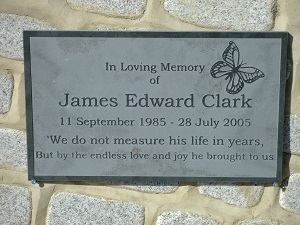 In Loving Memory
of
James Edward Clark
11 September 1985 - 28 July 2005
'We do not measure his life in years,
But by the endless love and joy he brought to us